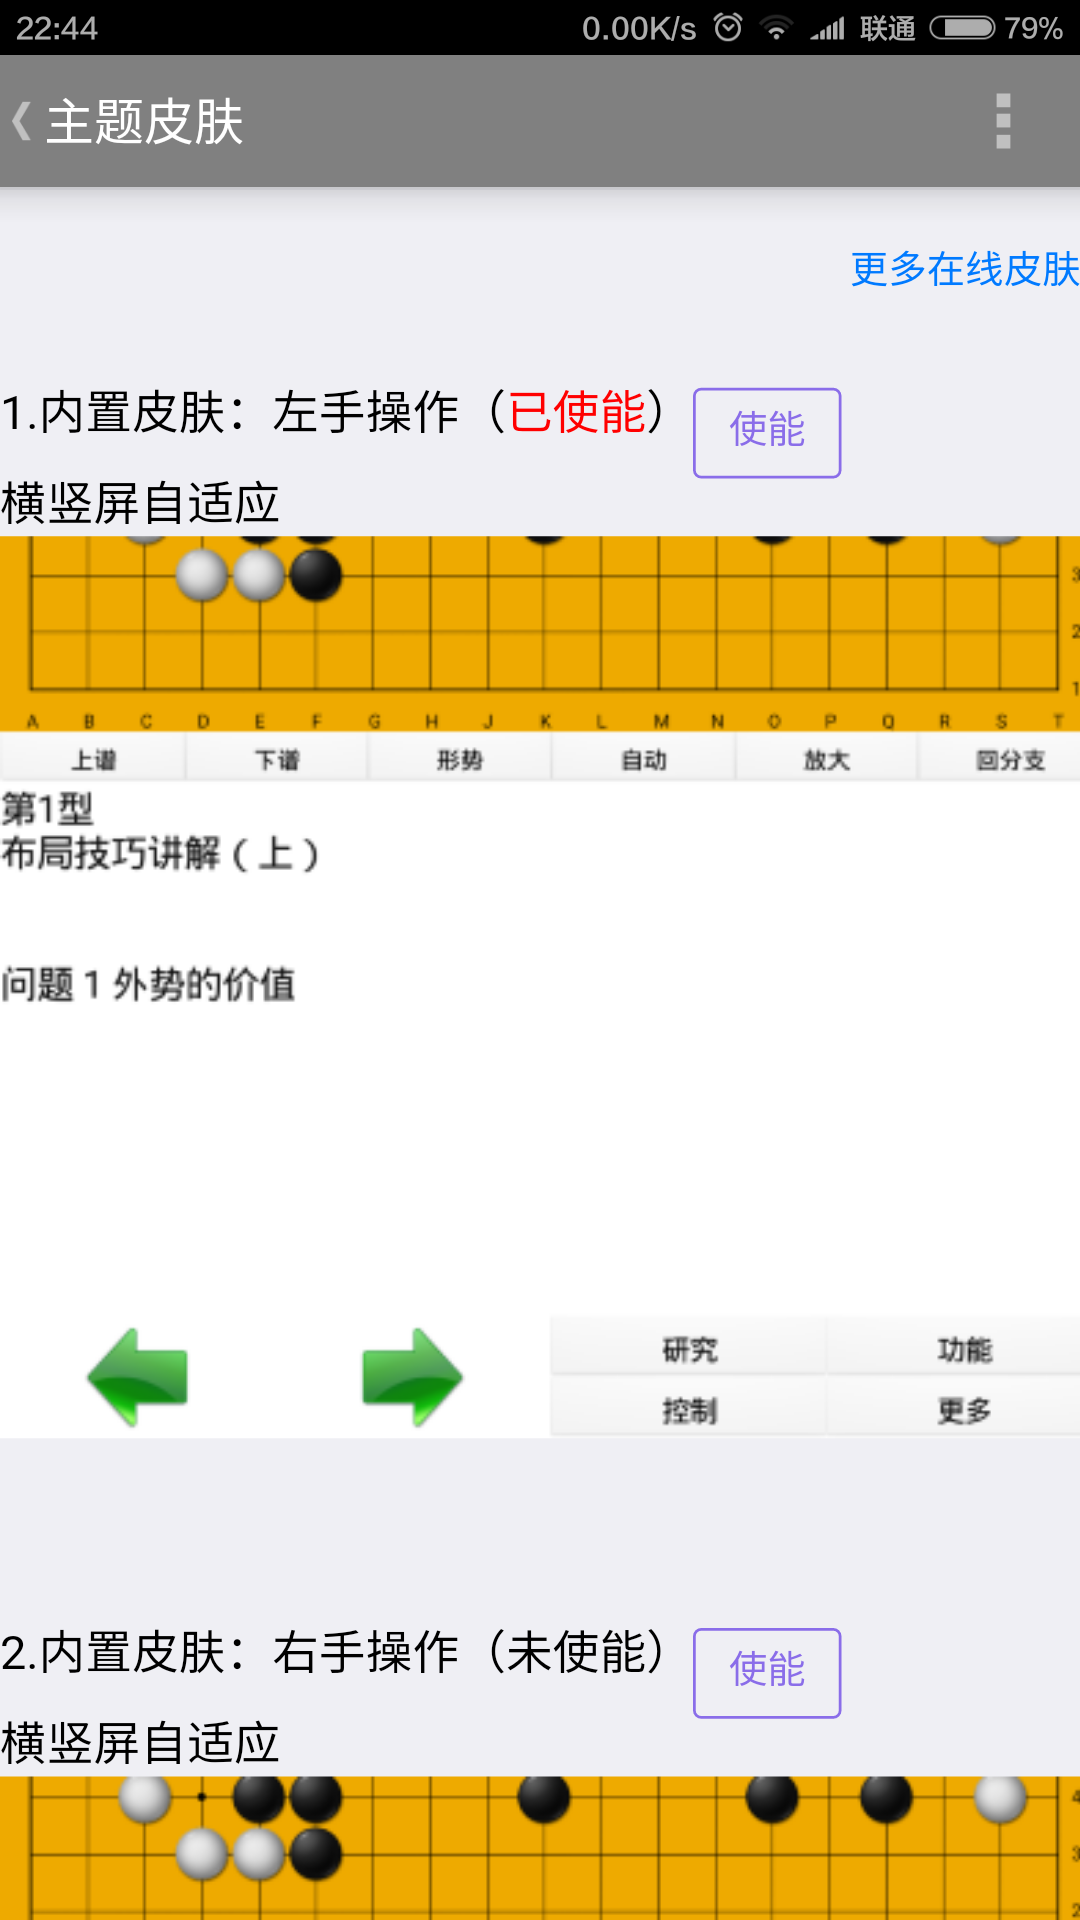 22:44 0.00K/s 联通 79%
主题皮肤
更多在线皮肤
1.内置皮肤：左手操作（已使能） 使能
横竖屏自适应
3
2
1
A B C D E F G H J K L M N O P Q R S T
上谱 下谱 形势 自动 放大 回分支
第1型
布局技巧讲解（上）
问题 1 外势的价值
研究 功能
控制 更多
2.内置皮肤：右手操作（未使能） 使能
横竖屏自适应
4
3
2